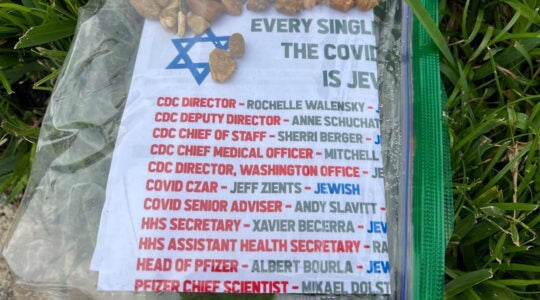 EVERY SINGL
THE COVID
IS JEW
CDC DIRECTOR – ROCHELLE WALENSKY –
CDC DEPUTY DIRECTOR – ANNE SCHUCHAT
CDC CHIEF OF STAFF – SHERRI BERGER – J
CDC CHIEF MEDICAL OFFICER – MITCHELL
CDC DIRECTOR, WASHINGTON OFFICE – JE
COVID CZAR – JEFF ZIENTS – JEWISH
COVID SENIOR ADVISER – ANDY SLAVITT –
HHS SECRETARY – XAVIER BECERRA – JEW
HHS ASSISTANT HEALTH SECRETARY – RA
HEAD OF PFIZER – ALBERT BOURLA – JEW
PFIZER CHIEF SCIENTIST – MIKAEL DOLST